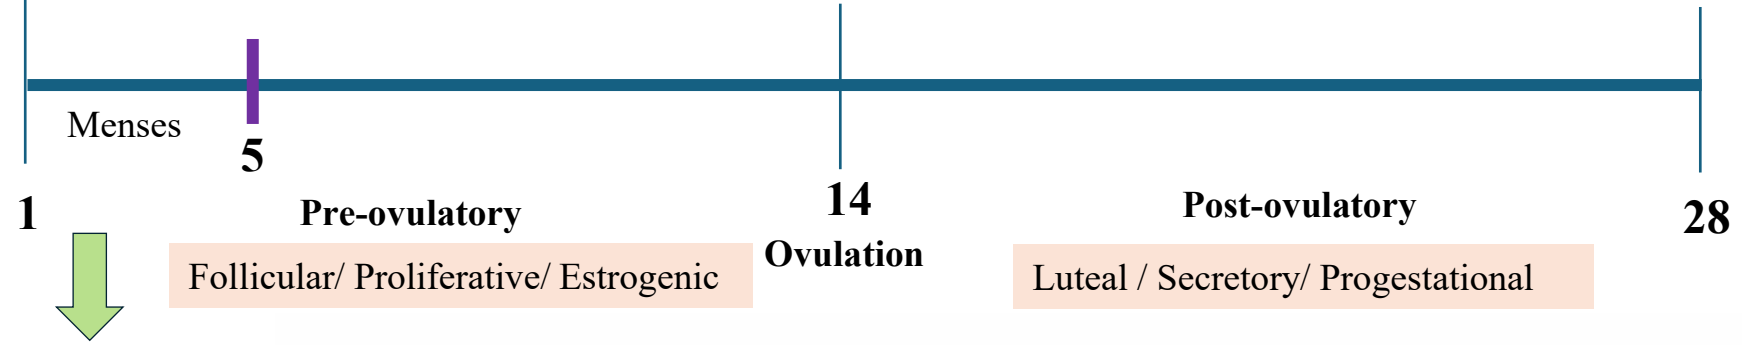 Menses
5
1
Pre-ovulatory
14
Post-ovulatory
28
Ovulation
Follicular/ Proliferative/ Estrogenic
Luteal / Secretory/ Progestational